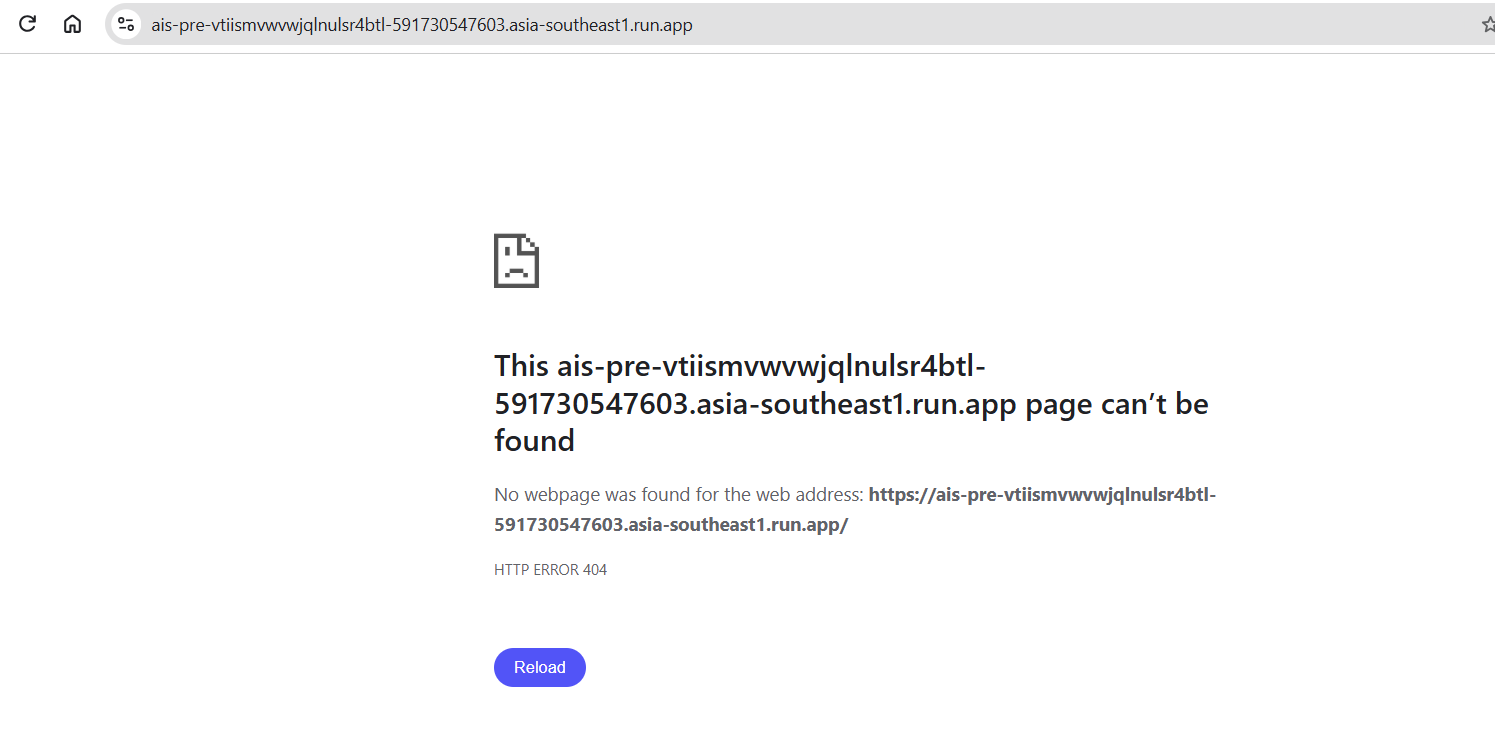 ais-pre-vtiismvwvwjqlnulsr4btl-591730547603.asia-southeast1.run.app
This ais-pre-vtiismvwvwjqlnulsr4btl-
591730547603.asia-southeast1.run.app page can’t be
found
No webpage was found for the web address: https://ais-pre-vtiismvwvwjqlnulsr4btl-
591730547603.asia-southeast1.run.app/
HTTP ERROR 404
Reload